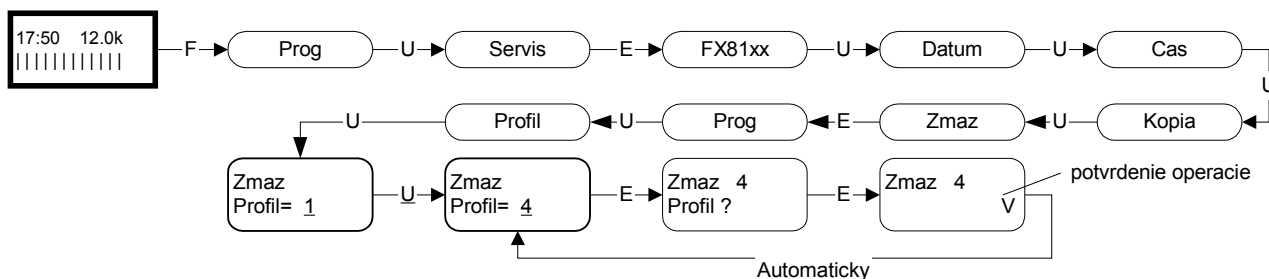 17:50 12.0k
||||||||||||
F
Prog
U
Servis
E
FX81xx
U
Datum
U
Cas
U
Kopia
U
Zmaz
E
Prog
U
Profil
U
Zmaz
Profil= 1
U
Zmaz
Profil= 4
E
Zmaz 4
Profil ?
E
Zmaz 4
V
potvrdenie operacie
Automaticky